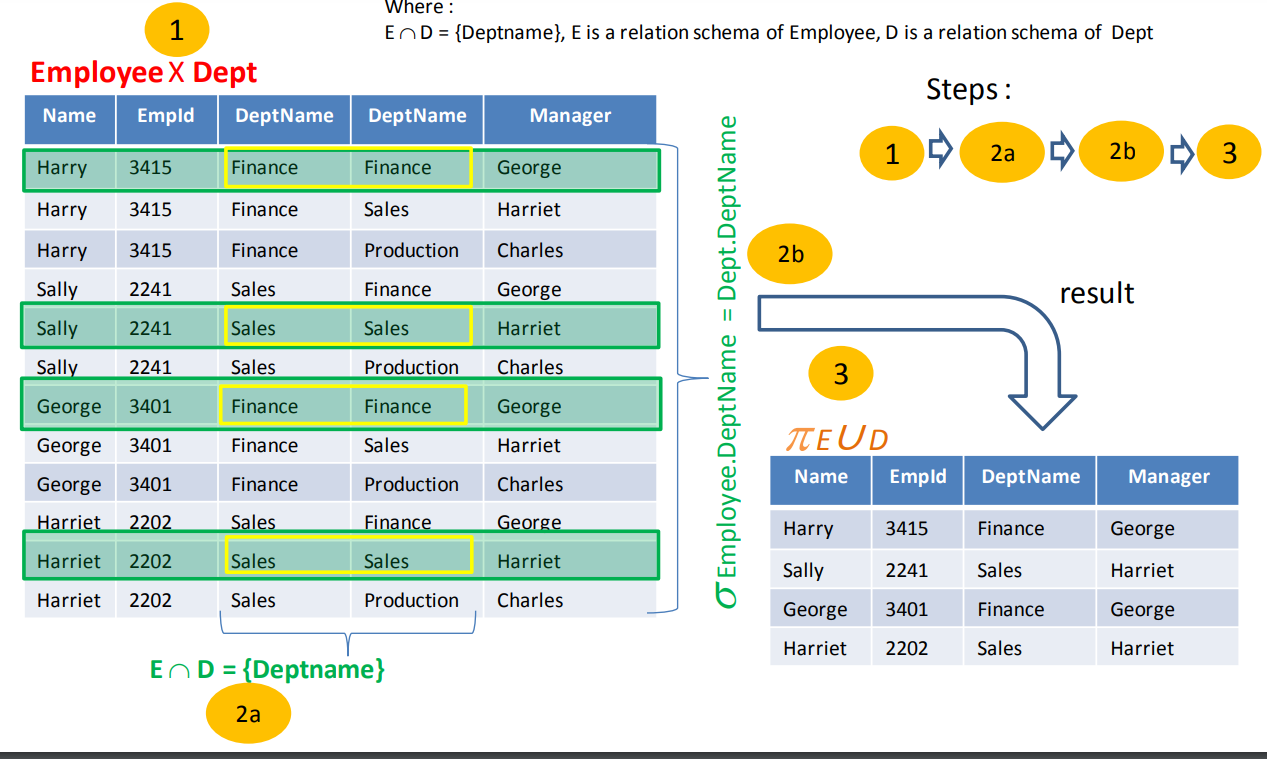 Where :
E ∩ D = {Deptname}, E is a relation schema of Employee, D is a relation schema of Dept
1
Employee X Dept
Name EmpId DeptName DeptName Manager
Harry 3415 Finance Finance George
Harry 3415 Finance Sales Harriet
Harry 3415 Finance Production Charles
Sally 2241 Sales Finance George
Sally 2241 Sales Sales Harriet
Sally 2241 Sales Production Charles
George 3401 Finance Finance George
George 3401 Finance Sales Harriet
George 3401 Finance Production Charles
Harriet 2202 Sales Finance George
Harriet 2202 Sales Sales Harriet
Harriet 2202 Sales Production Charles
E ∩ D = {Deptname}
2a
σ Employee.DeptName = Dept.DeptName
Steps :
1 2a 2b 3
2b
result
3
π E ∪ D
Name EmpId DeptName Manager
Harry 3415 Finance George
Sally 2241 Sales Harriet
George 3401 Finance George
Harriet 2202 Sales Harriet